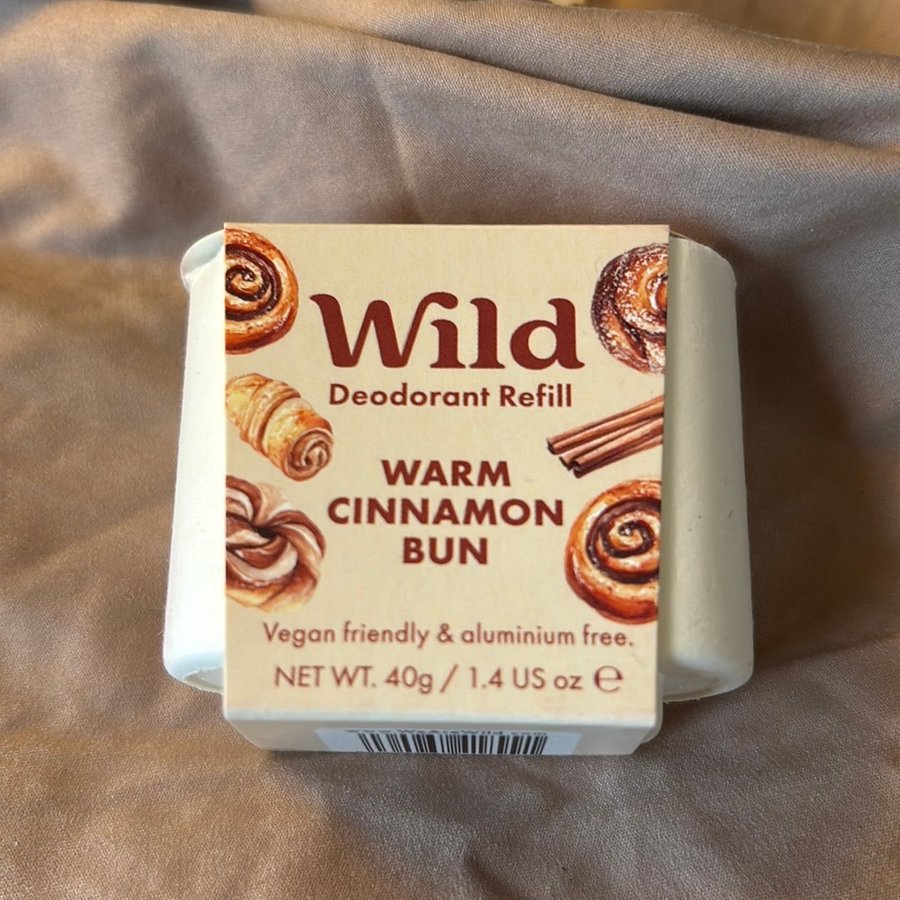 Wild
Deodorant Refill
WARM
CINNAMON
BUN
Vegan friendly & aluminium free.
NET WT. 40g / 1.4 US oz ℮